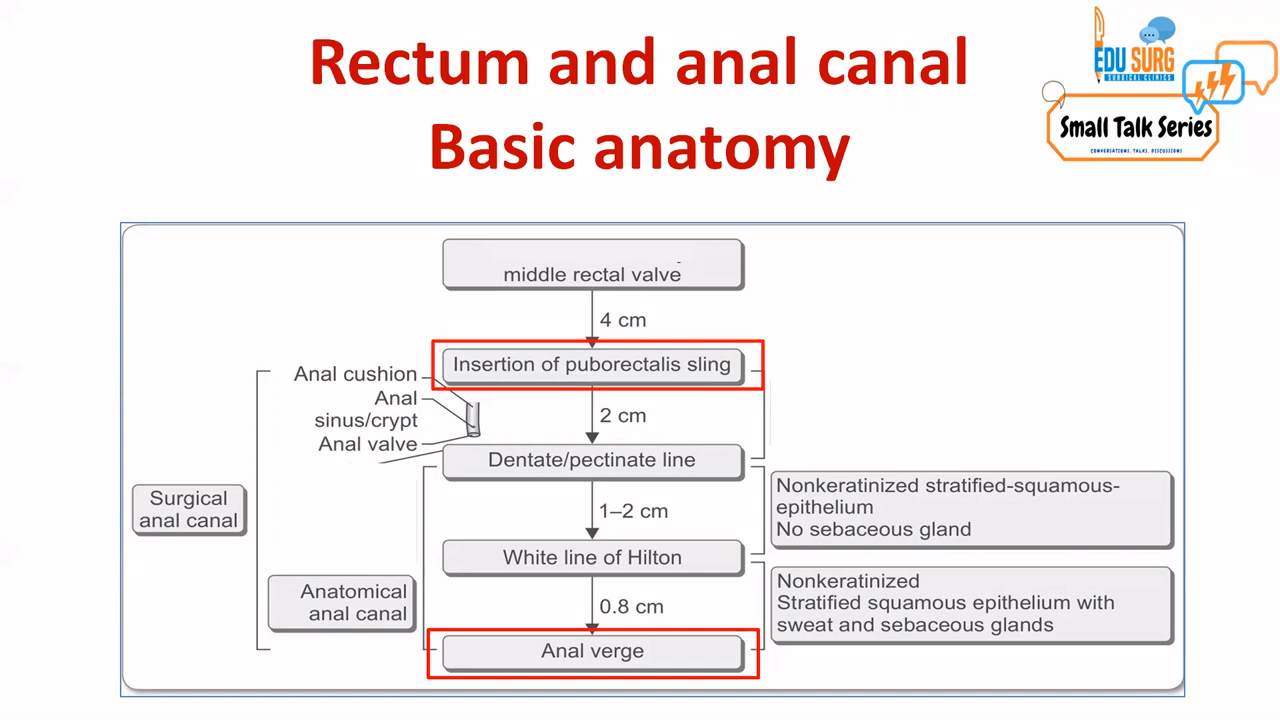 Rectum and anal canal
Basic anatomy
EDU SURG
SURGICAL CLINICS
Small Talk Series
CONVERSATIONS, TALKS, DISCUSSIONS
middle rectal valve
4 cm
Insertion of puborectalis sling
Anal cushion
Anal
sinus/crypt
Anal valve
2 cm
Dentate/pectinate line
Surgical
anal canal
1–2 cm
Nonkeratinized stratified-squamous-
epithelium
No sebaceous gland
White line of Hilton
Anatomical
anal canal
0.8 cm
Nonkeratinized
Stratified squamous epithelium with
sweat and sebaceous glands
Anal verge